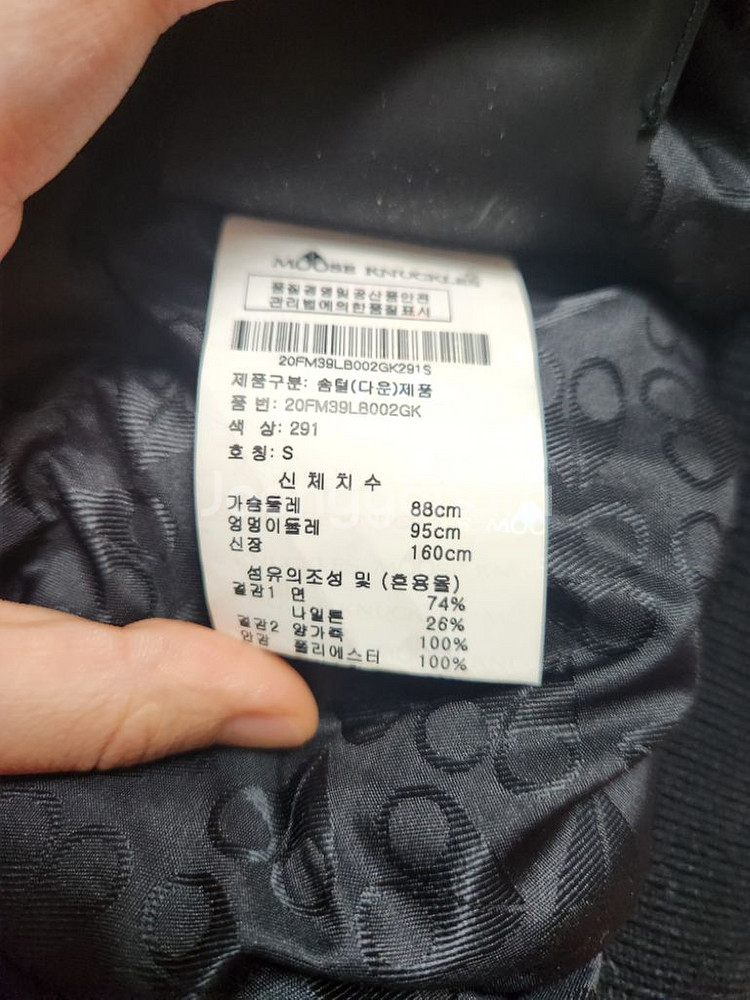 MOOSE KNUCKLES
품질경영및공산품안전
관리법에의한품질표시
20FM39LB002GK291S
제품구분: 솜털(다운)제품
품 번: 20FM39LB002GK
색 상: 291
호 칭: S
신 체 치 수
가슴둘레 88cm
엉덩이둘레 95cm
신장 160cm
섬유의조성 및 (혼용율)
겉감1 면 74%
나일론 26%
겉감2 양가죽 100%
안감 폴리에스터 100%